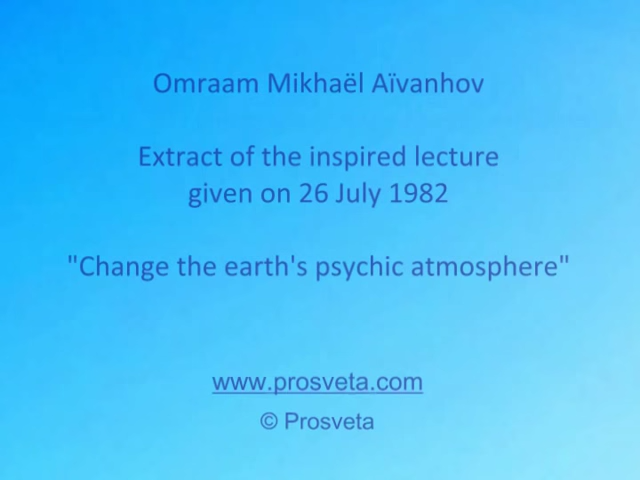 Omraam Mikhaël Aïvanhov
Extract of the inspired lecture
given on 26 July 1982
"Change the earth's psychic atmosphere"
www.prosveta.com
© Prosveta